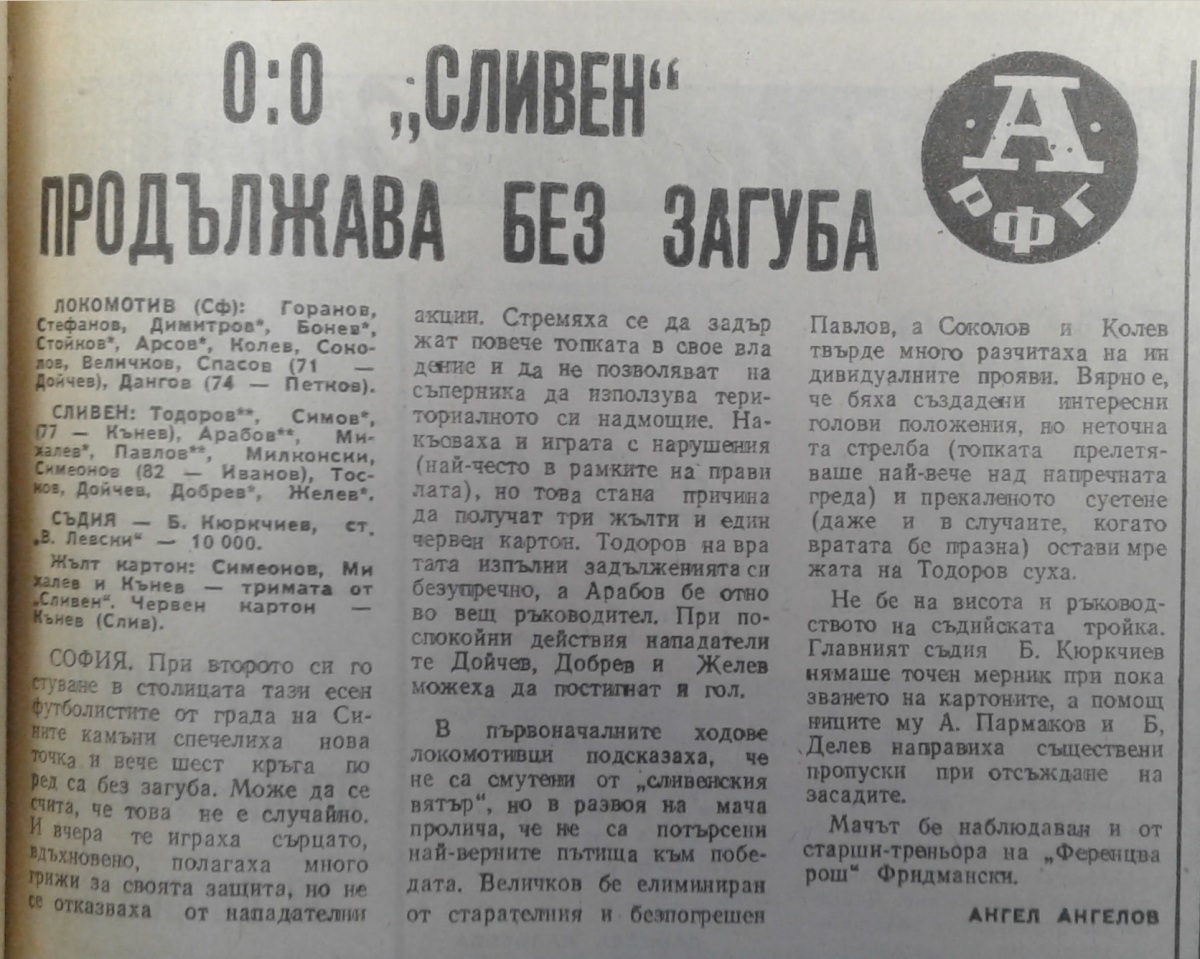 0:0 „СЛИВЕН“
ПРОДЪЛЖАВА БЕЗ ЗАГУБА
А
РФГ
ЛОКОМОТИВ (Сф): Горанов,
Стефанов, Димитров*, Бонев*,
Стойков*, Арсов*, Колев, Соко-
лов, Величков, Спасов (71 —
Дойчев), Дангов (74 — Петков).
СЛИВЕН: Тодоров**, Симов*,
(77 — Кънев), Арабов**, Ми-
халев*, Павлов**, Милконски,
Симеонов (82 — Иванов), Тос-
ков, Дойчев, Добрев*, Желев*.
СЪДИЯ — Б. Кюркчиев, ст.
„В. Левски“ — 10 000.
Жълт картон: Симеонов, Ми
халев и Кънев — тримата от
„Сливен“. Червен картон —
Кънев (Слив).
СОФИЯ. При второто си го
стуване в столицата тази есен
футболистите от града на Си-
ните камъни спечелиха нова
точка и вече шест кръга по
ред са без загуба. Може да се
счита, че това не е случайно.
И вчера те играха сърцато,
вдъхновено, полагаха много
грижи за своята защита, но не
се отказваха от нападателни
акции. Стремяха се да задър
жат повече топката в свое вла
дение и да не позволяват на
съперника да използува тери-
ториалното си надмощие. На-
късваха и играта с нарушения
(най-често в рамките на прави
лата), но това стана причина
да получат три жълти и един
червен картон. Тодоров на вра
тата изпълни задълженията си
безупречно, а Арабов бе отно
во вещ ръководител. При по-
спокойни действия нападатели
те Дойчев, Добрев и Желев
можеха да постигнат и гол.
В първоначалните ходове
локомотивци подсказаха, че
не са смутени от „сливенския
вятър“, но в развоя на мача
пролича, че не са потърсени
най-верните пътища към побе-
дата. Величков бе елиминиран
от старателния и безпогрешен
Павлов, а Соколов и Колев
твърде много разчитаха на ин
дивидуалните прояви. Вярно е,
че бяха създадени интересни
голови положения, но неточна
та стрелба (топката прелетя-
ваше най-вече над напречната
греда) и прекаленото суетене
(даже и в случаите, когато
вратата бе празна) остави мре
жата на Тодоров суха.
Не бе на висота и ръковод-
ството на съдийската тройка.
Главният съдия Б. Кюркчиев
нямаше точен мерник при пока
зването на картоните, а помощ
ниците му А. Пармаков и Б,
Делев направиха съществени
пропуски при отсъждане на
засадите.
Мачът бе наблюдаван и от
старши-треньора на „Ференцва
рош“ Фридмански.
АНГЕЛ АНГЕЛОВ